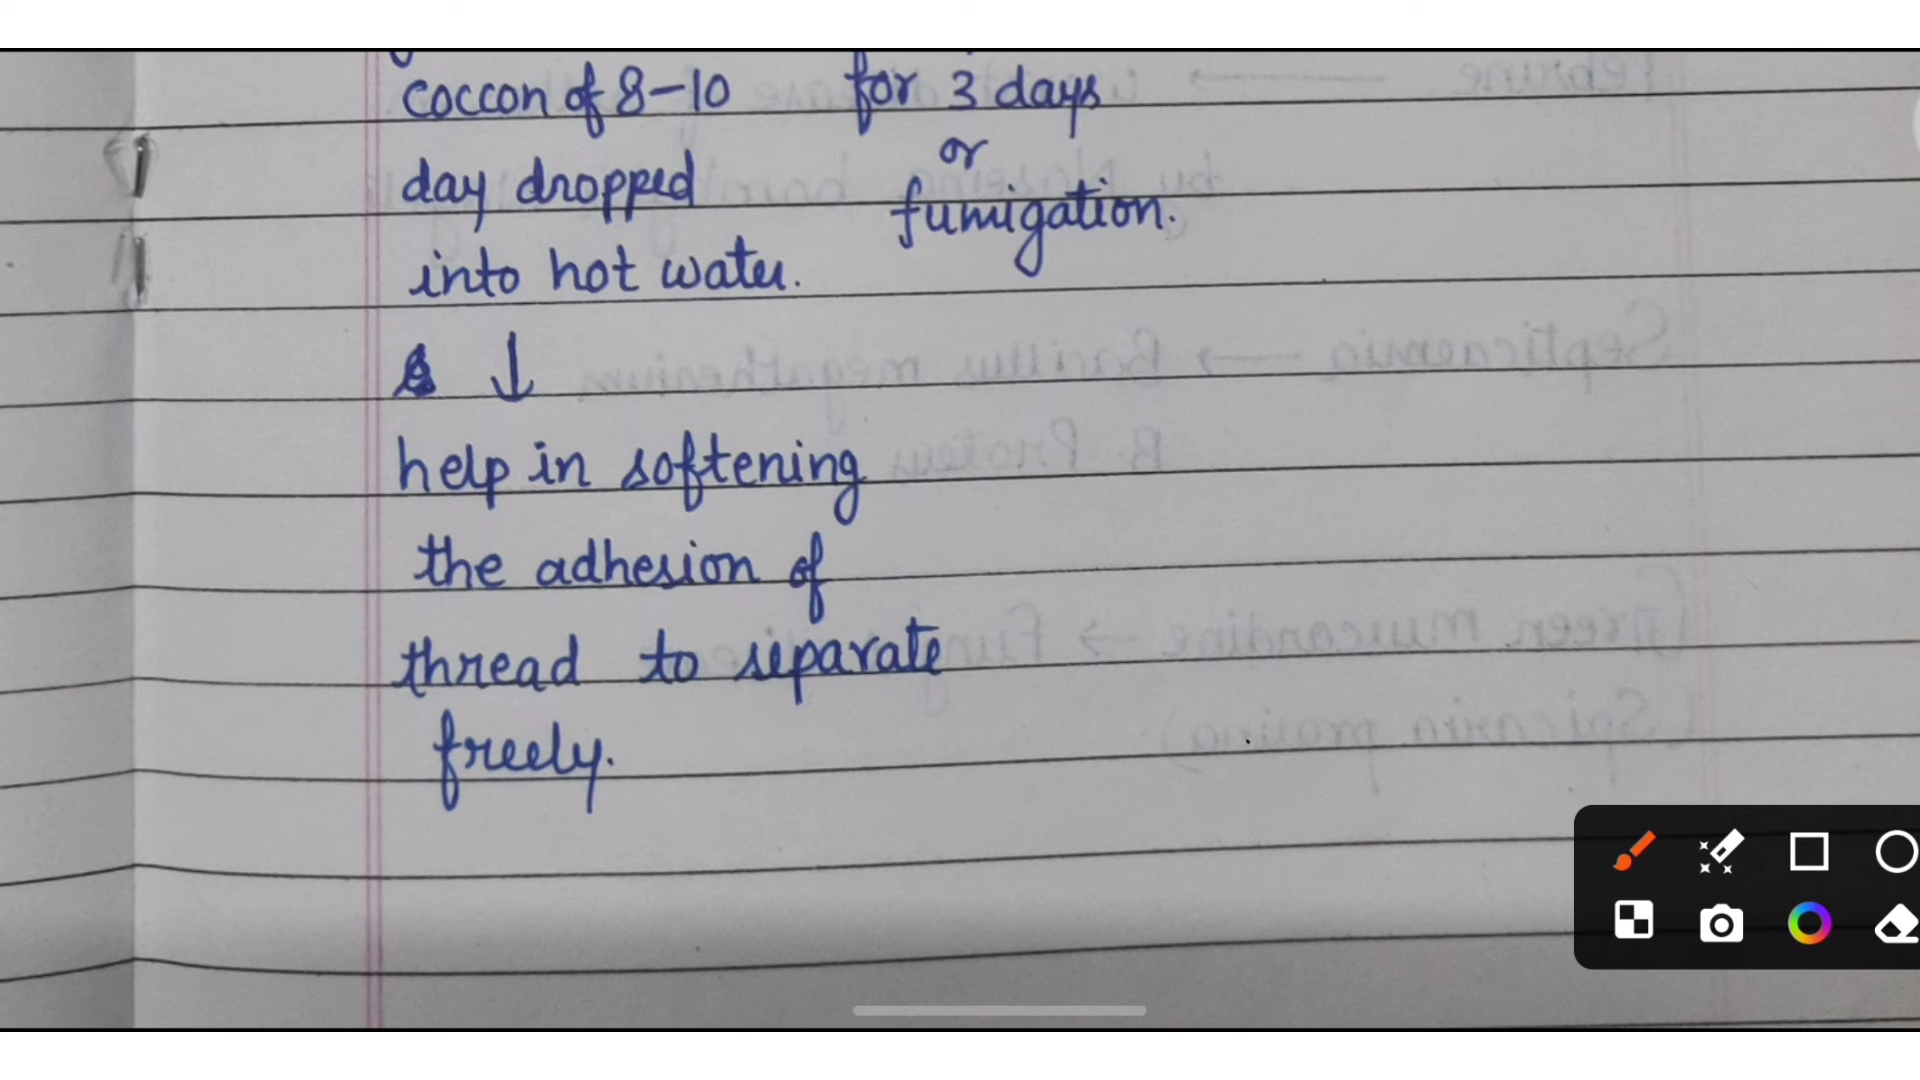 coccon of 8-10
day dropped
into hot water.
↓
help in softening
the adhesion of
thread to separate
freely.
for 3 days
or
fumigation.